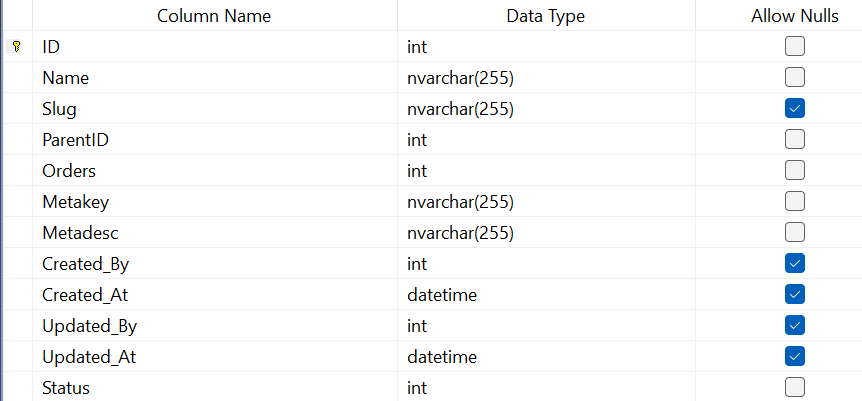 Column Name Data Type Allow Nulls
ID int
Name nvarchar(255)
Slug nvarchar(255)
ParentID int
Orders int
Metakey nvarchar(255)
Metadesc nvarchar(255)
Created_By int
Created_At datetime
Updated_By int
Updated_At datetime
Status int